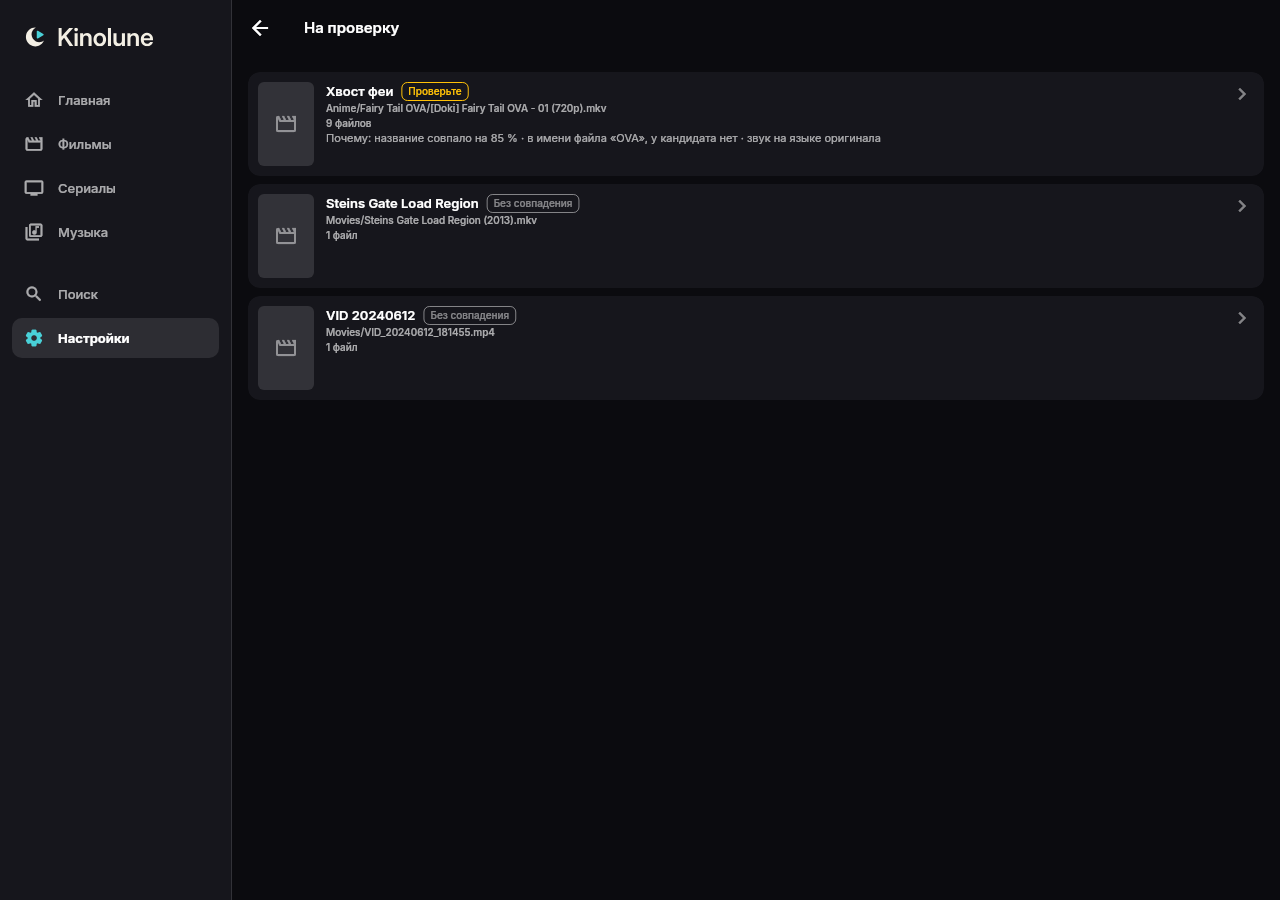 Kinolune
Главная
Фильмы
Сериалы
Музыка
Поиск
Настройки
На проверку
Хвост феи Проверьте
Anime/Fairy Tail OVA/[Doki] Fairy Tail OVA - 01 (720p).mkv
9 файлов
Почему: название совпало на 85 % · в имени файла «OVA», у кандидата нет · звук на языке оригинала
Steins Gate Load Region Без совпадения
Movies/Steins Gate Load Region (2013).mkv
1 файл
VID 20240612 Без совпадения
Movies/VID_20240612_181455.mp4
1 файл